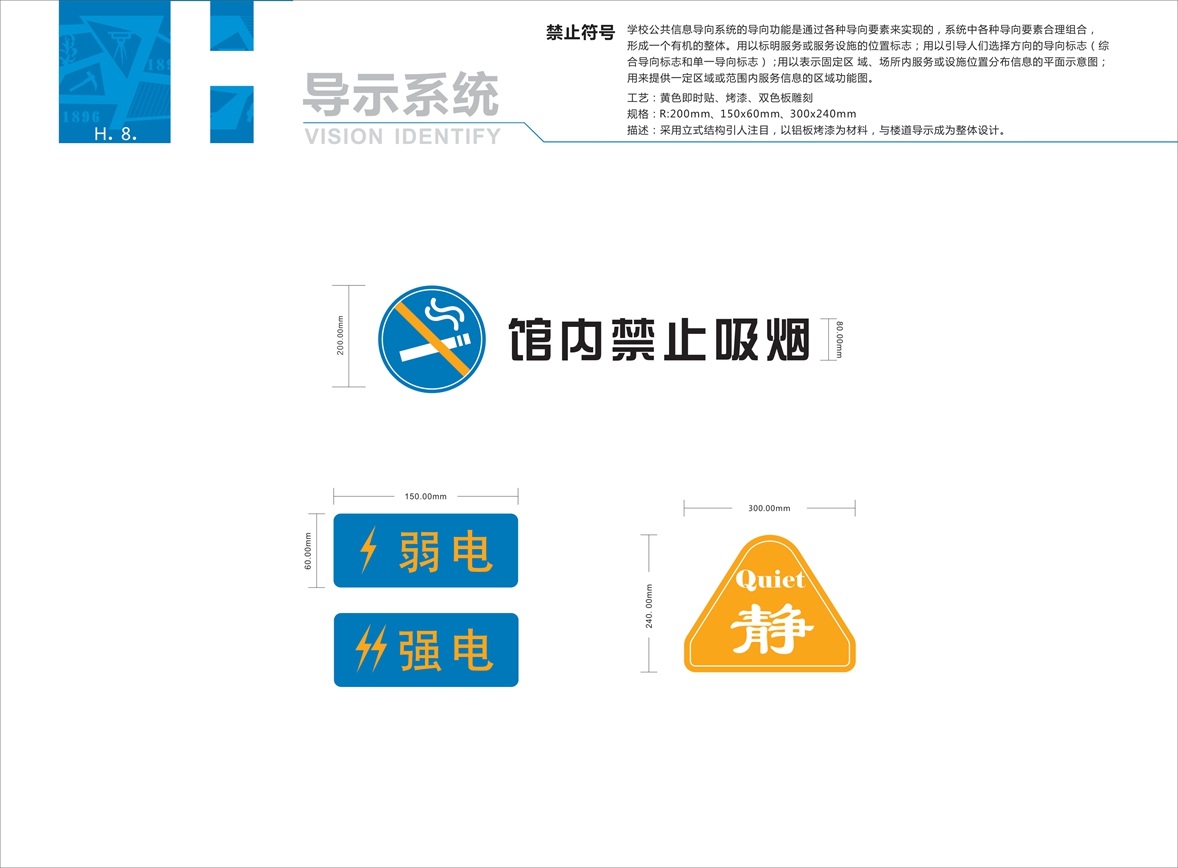 H. 8.
189
1896
导示系统
VISION IDENTIFY
禁止符号
学校公共信息导向系统的导向功能是通过各种导向要素来实现的，系统中各种导向要素合理组合，
形成一个有机的整体。用以标明服务或服务设施的位置标志；用以引导人们选择方向的导向标志（综
合导向标志和单一导向标志）;用以表示固定区 域、场所内服务或设施位置分布信息的平面示意图；
用来提供一定区域或范围内服务信息的区域功能图。
工艺：黄色即时贴、烤漆、双色板雕刻
规格：R:200mm、150x60mm、300x240mm
描述：采用立式结构引人注目，以铝板烤漆为材料，与楼道导示成为整体设计。
200.00mm
馆内禁止吸烟
80.00mm
150.00mm
60.00mm
弱电
强电
300.00mm
240. 00mm
Quiet
静